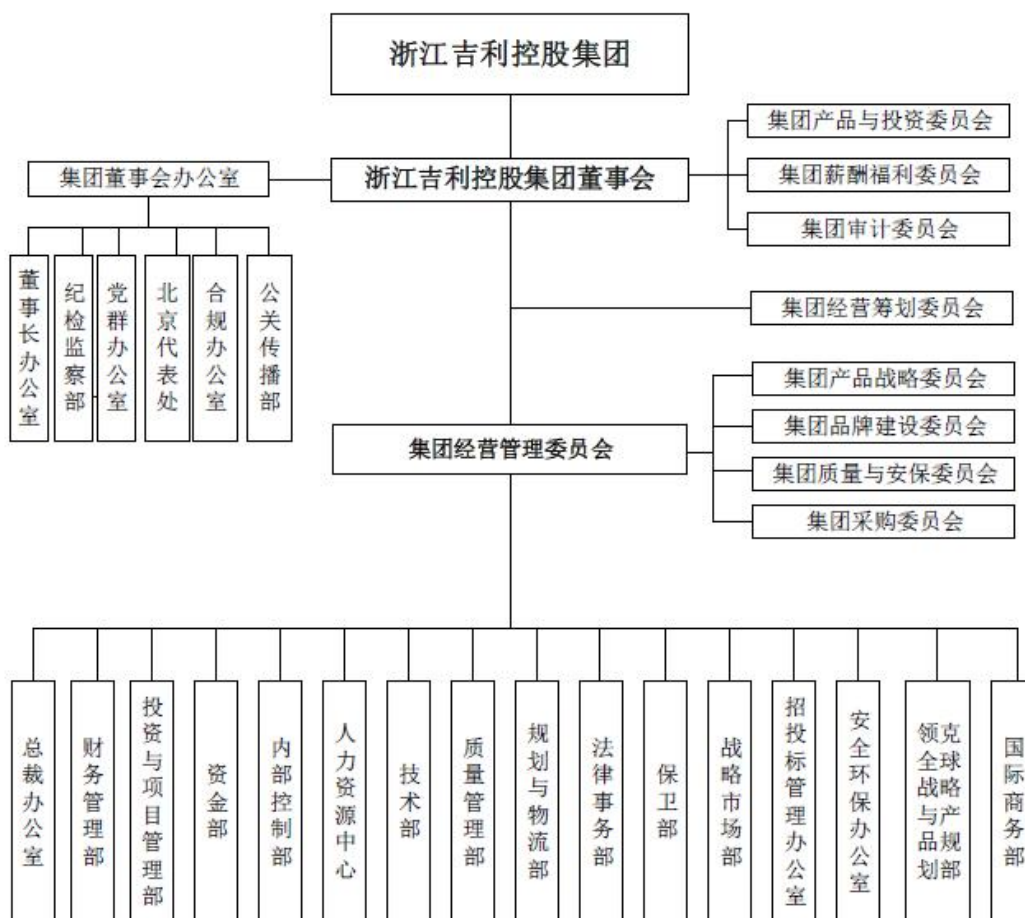 浙江吉利控股集团
集团产品与投资委员会
集团董事会办公室
浙江吉利控股集团董事会
集团薪酬福利委员会
集团审计委员会
董事长办公室
纪检监察部
党群办公室
北京代表处
合规办公室
公关传播部
集团经营筹划委员会
集团产品战略委员会
集团品牌建设委员会
集团经营管理委员会
集团质量与安保委员会
集团采购委员会
总裁办公室
财务管理部
投资与项目管理部
资金部
内部控制部
人力资源中心
技术部
质量管理部
规划与物流部
法律事务部
保卫部
战略市场部
招投标管理办公室
安全环保办公室
领克全球战略与产品规划部
国际商务部